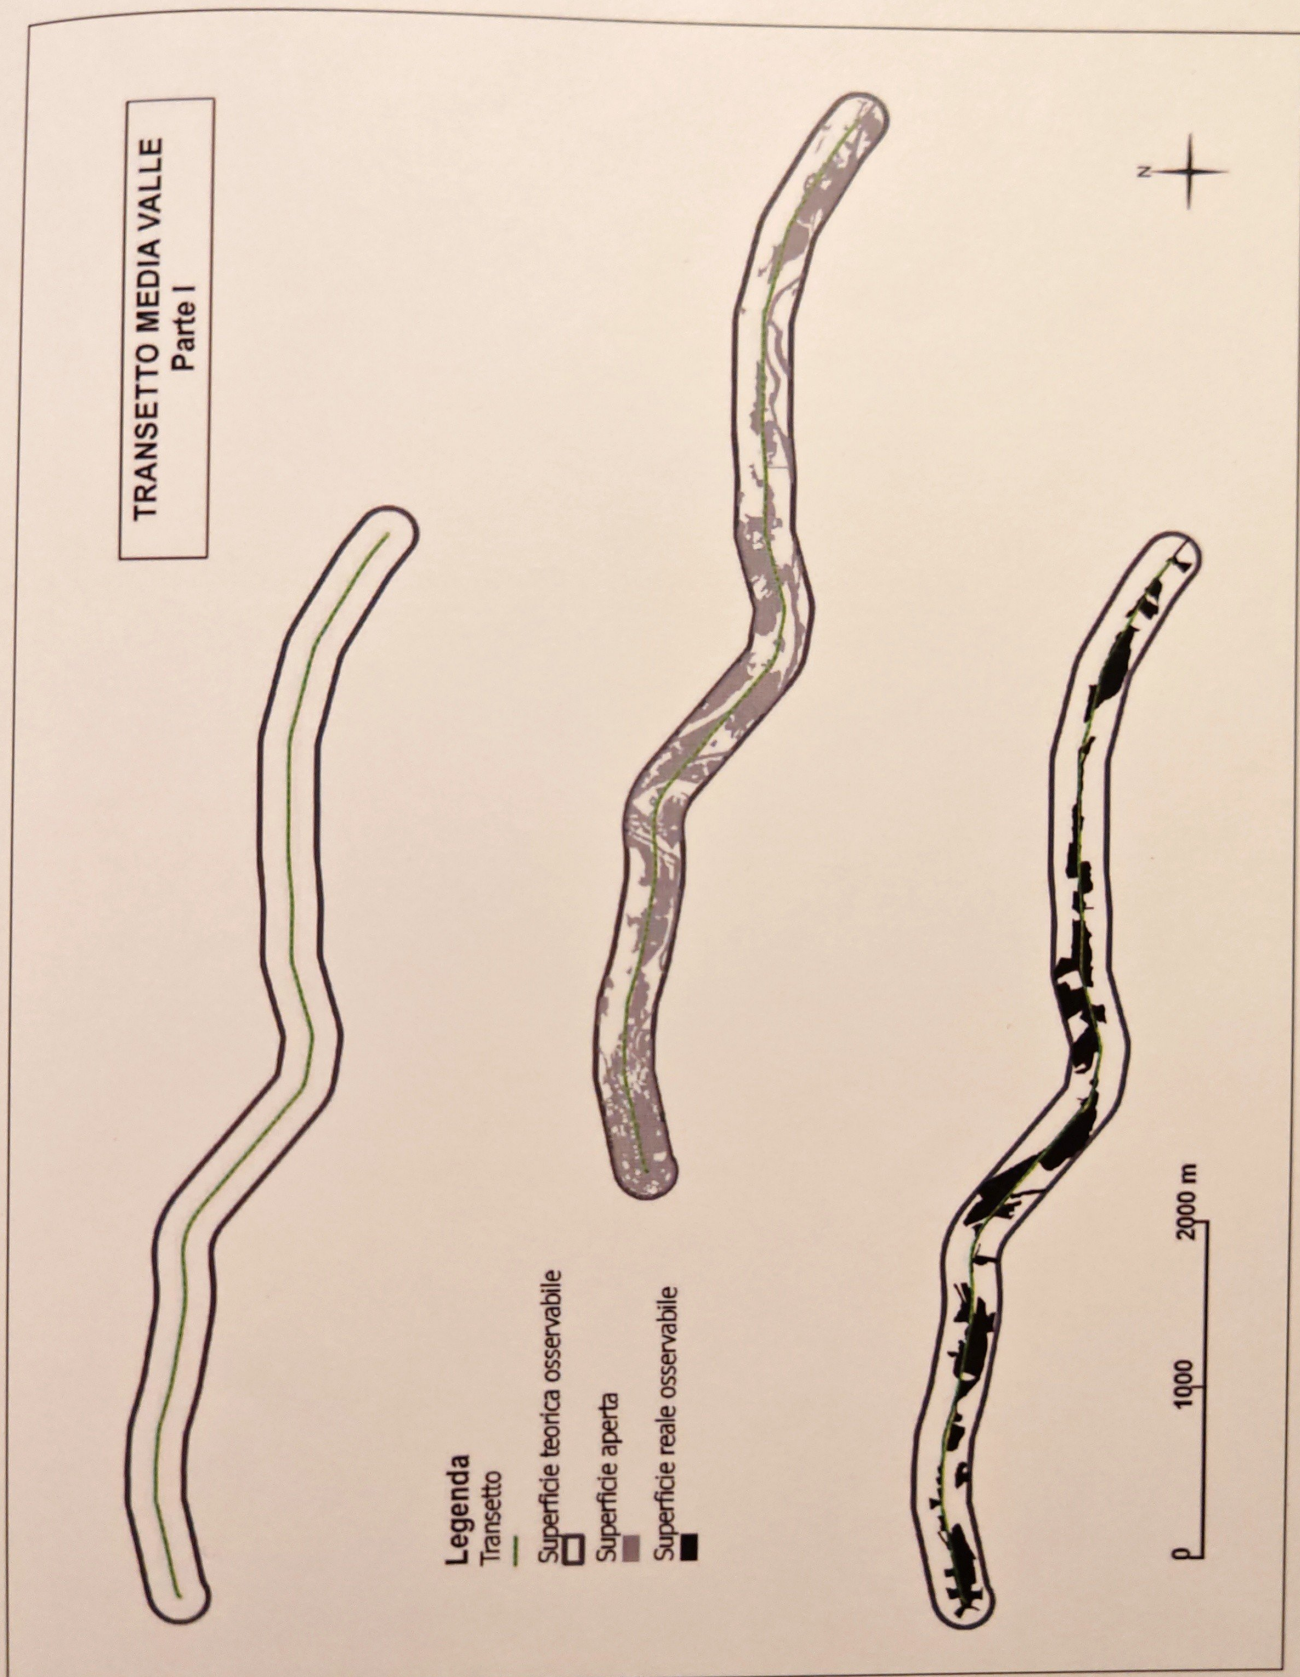 TRANSETTO MEDIA VALLE
Parte I
N
Legenda
Transetto
Superficie teorica osservabile
Superficie aperta
Superficie reale osservabile
0 1000 2000 m